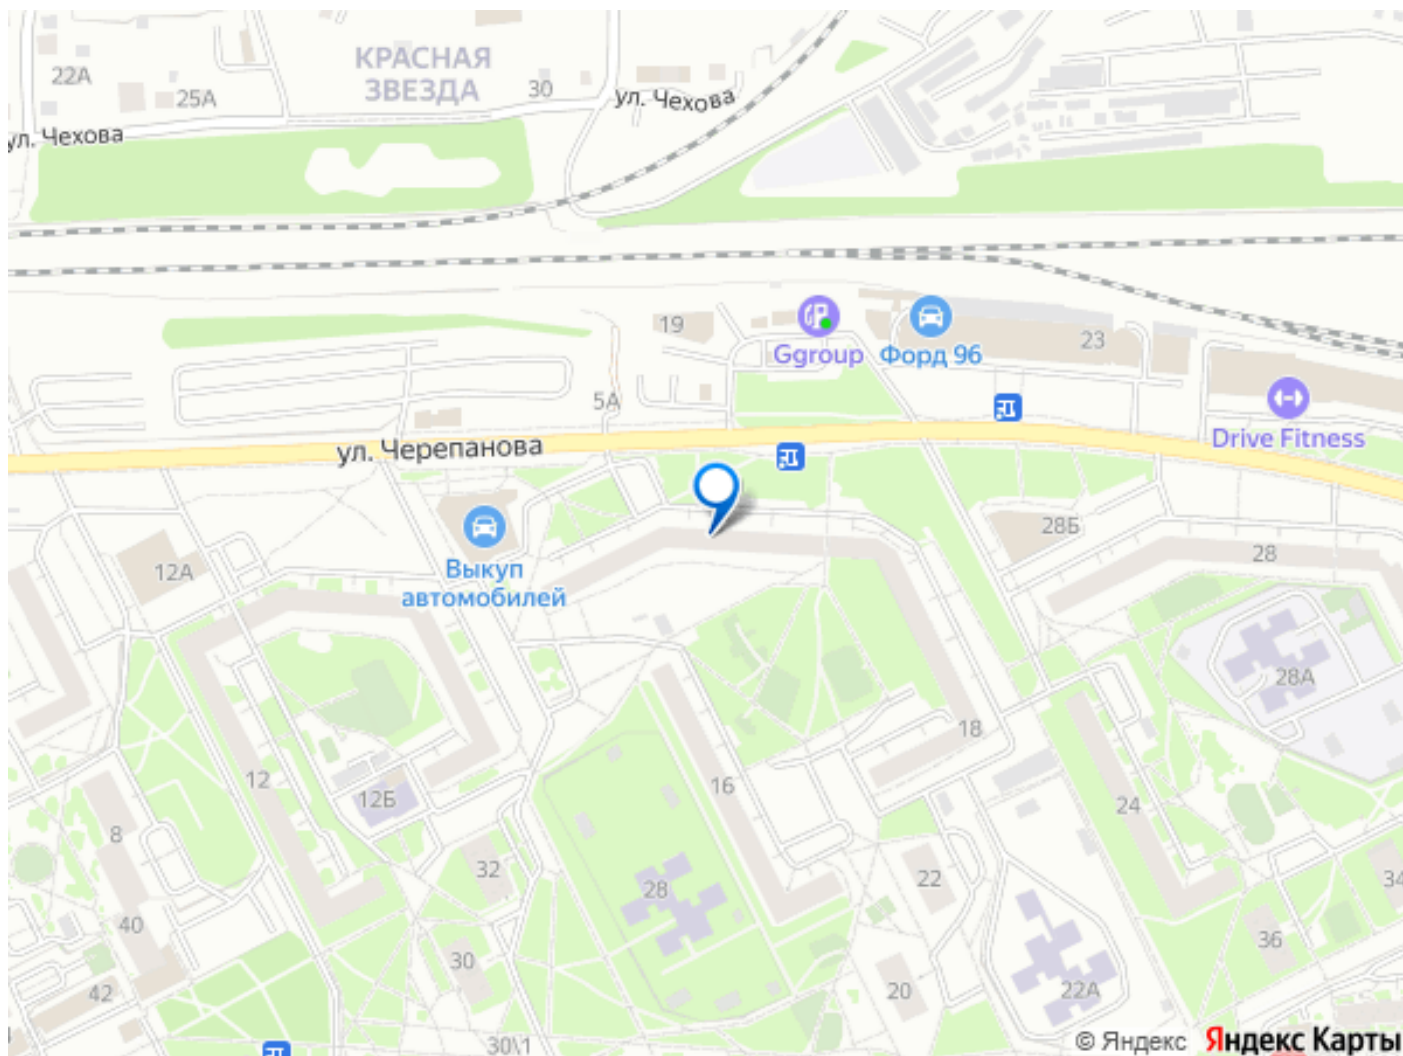 КРАСНАЯ
ЗВЕЗДА
22А
25А
30
ул. Чехова
ул. Чехова
19
Ggroup
Форд 96
23
5А
Drive Fitness
ул. Черепанова
12А
Выкуп
автомобилей
28Б
28
28А
18
12
12Б
16
24
8
32
28
22
34
40
36
30
42
20
22А
30\1
© Яндекс Яндекс Карты